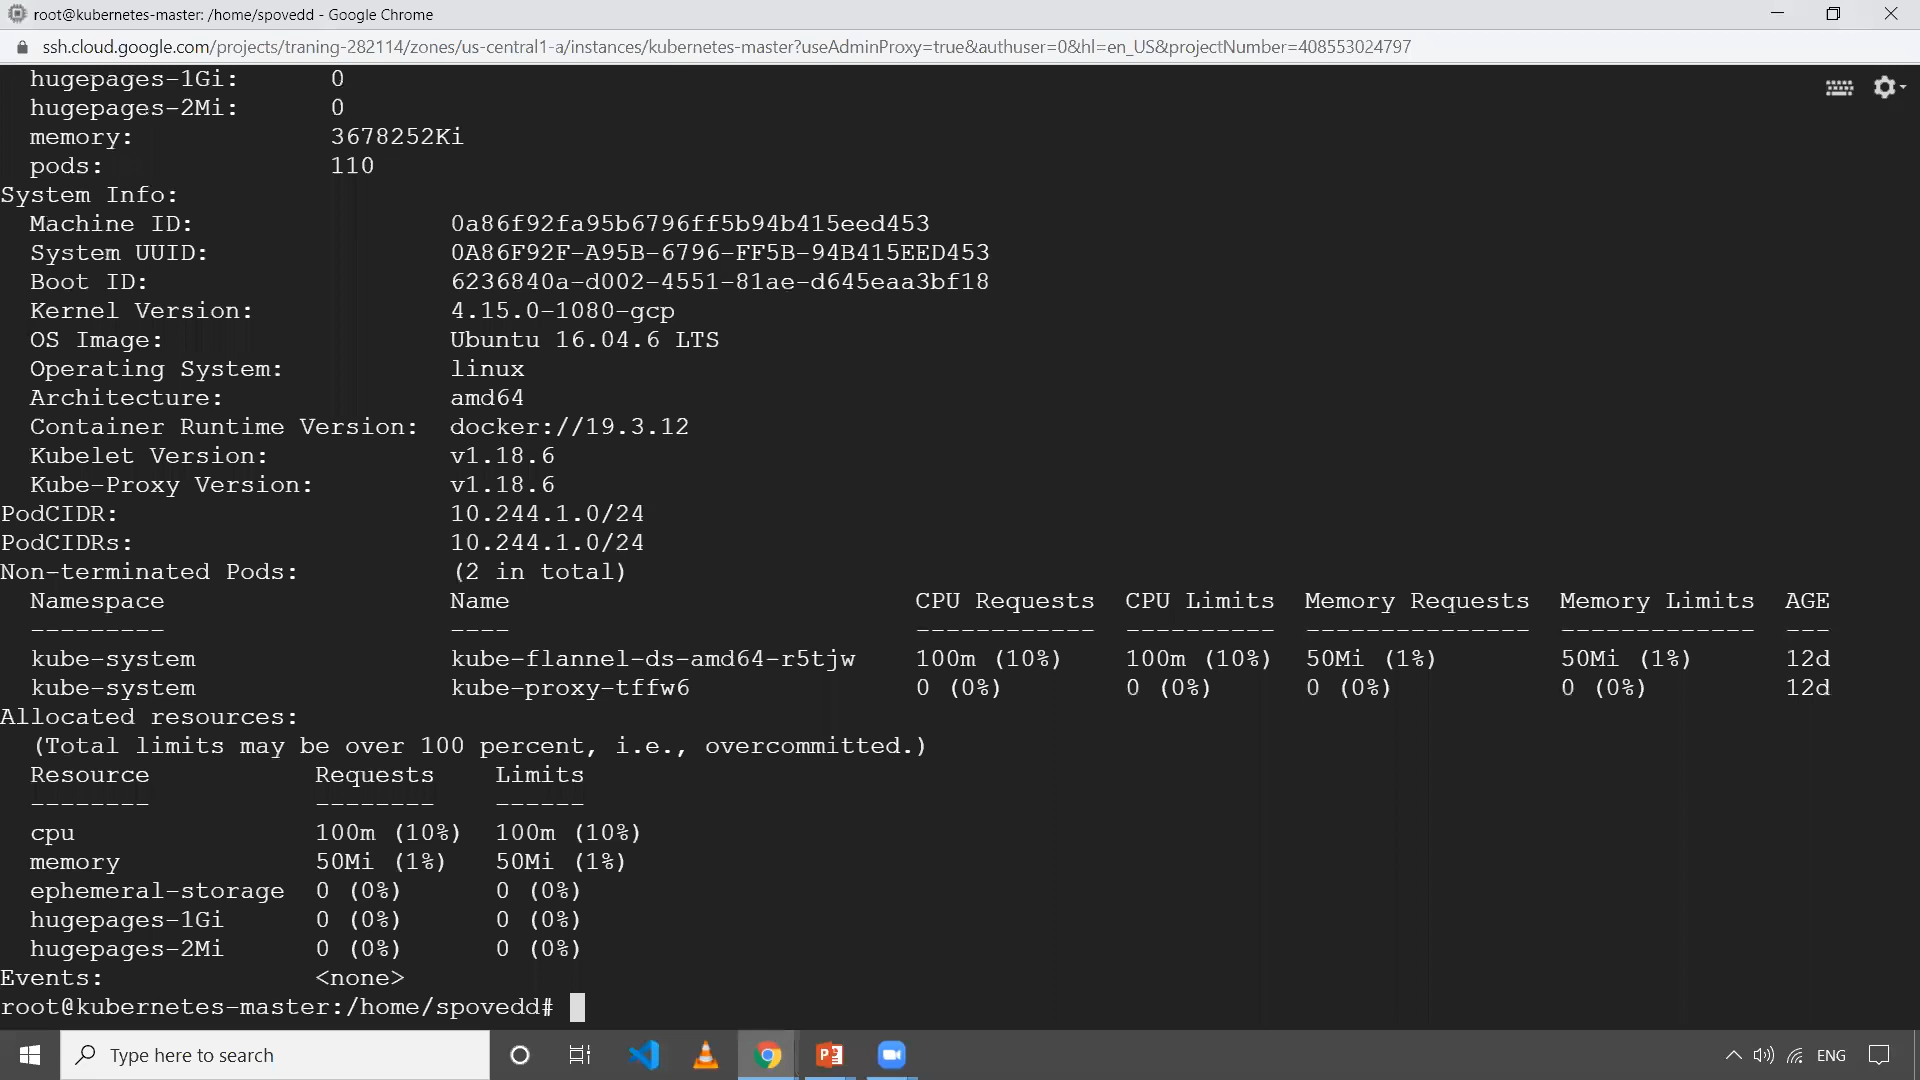 root@kubernetes-master: /home/spovedd - Google Chrome
ssh.cloud.google.com/projects/traning-282114/zones/us-central1-a/instances/kubernetes-master?useAdminProxy=true&authuser=0&hl=en_US&projectNumber=408553024797
hugepages-1Gi: 0
hugepages-2Mi: 0
memory: 3678252Ki
pods: 110
System Info:
Machine ID: 0a86f92fa95b6796ff5b94b415eed453
System UUID: 0A86F92F-A95B-6796-FF5B-94B415EED453
Boot ID: 6236840a-d002-4551-81ae-d645eaa3bf18
Kernel Version: 4.15.0-1080-gcp
OS Image: Ubuntu 16.04.6 LTS
Operating System: linux
Architecture: amd64
Container Runtime Version: docker://19.3.12
Kubelet Version: v1.18.6
Kube-Proxy Version: v1.18.6
PodCIDR: 10.244.1.0/24
PodCIDRs: 10.244.1.0/24
Non-terminated Pods: (2 in total)
Namespace Name CPU Requests CPU Limits Memory Requests Memory Limits AGE
--------- ---- ------------ ---------- --------------- ------------- ---
kube-system kube-flannel-ds-amd64-r5tjw 100m (10%) 100m (10%) 50Mi (1%) 50Mi (1%) 12d
kube-system kube-proxy-tffw6 0 (0%) 0 (0%) 0 (0%) 0 (0%) 12d
Allocated resources:
(Total limits may be over 100 percent, i.e., overcommitted.)
Resource Requests Limits
-------- -------- ------
cpu 100m (10%) 100m (10%)
memory 50Mi (1%) 50Mi (1%)
ephemeral-storage 0 (0%) 0 (0%)
hugepages-1Gi 0 (0%) 0 (0%)
hugepages-2Mi 0 (0%) 0 (0%)
Events: <none>
root@kubernetes-master:/home/spovedd#
Type here to search
ENG